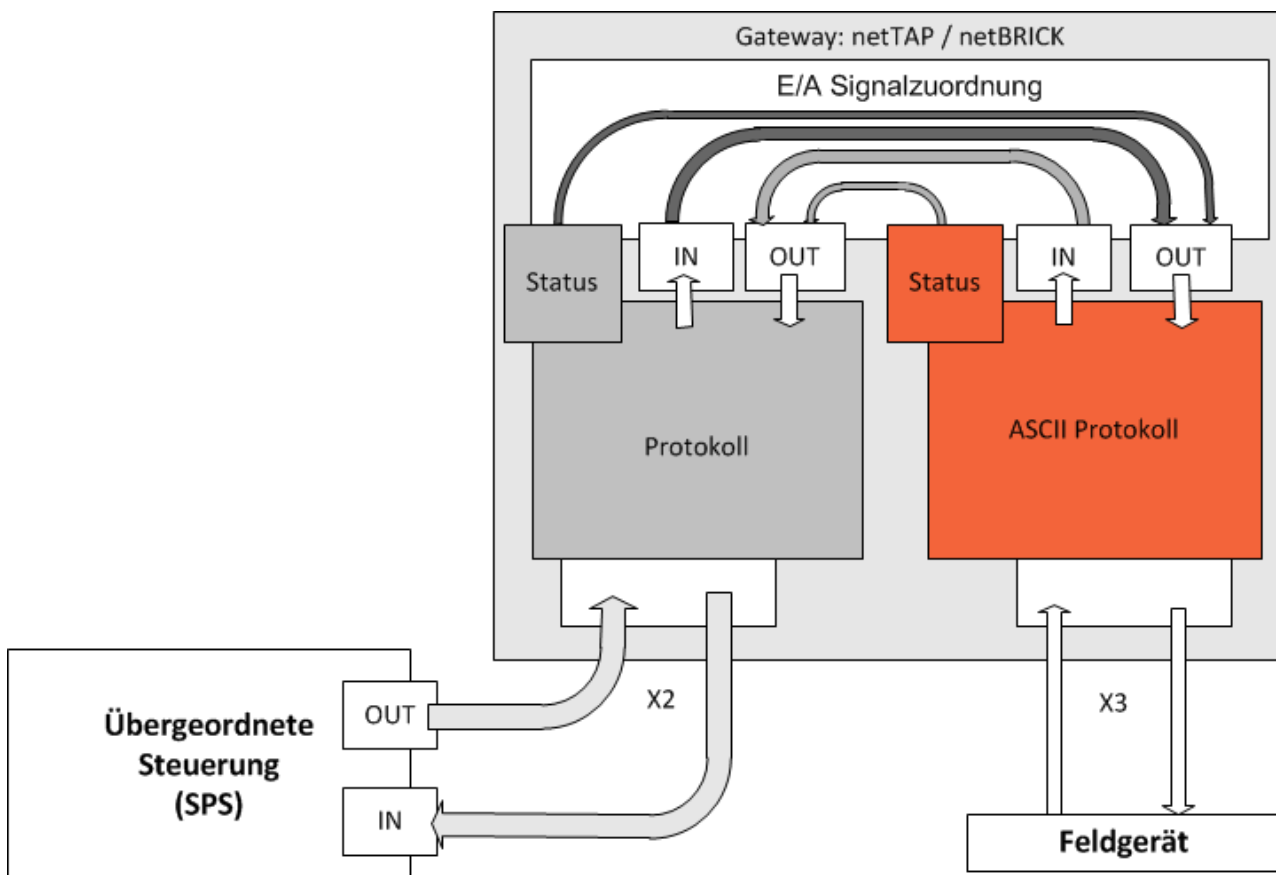 Gateway: netTAP / netBRICK
E/A Signalzuordnung
Status
IN
OUT
Status
IN
OUT
Protokoll
ASCII Protokoll
X2
X3
Übergeordnete
Steuerung
(SPS)
OUT
IN
Feldgerät